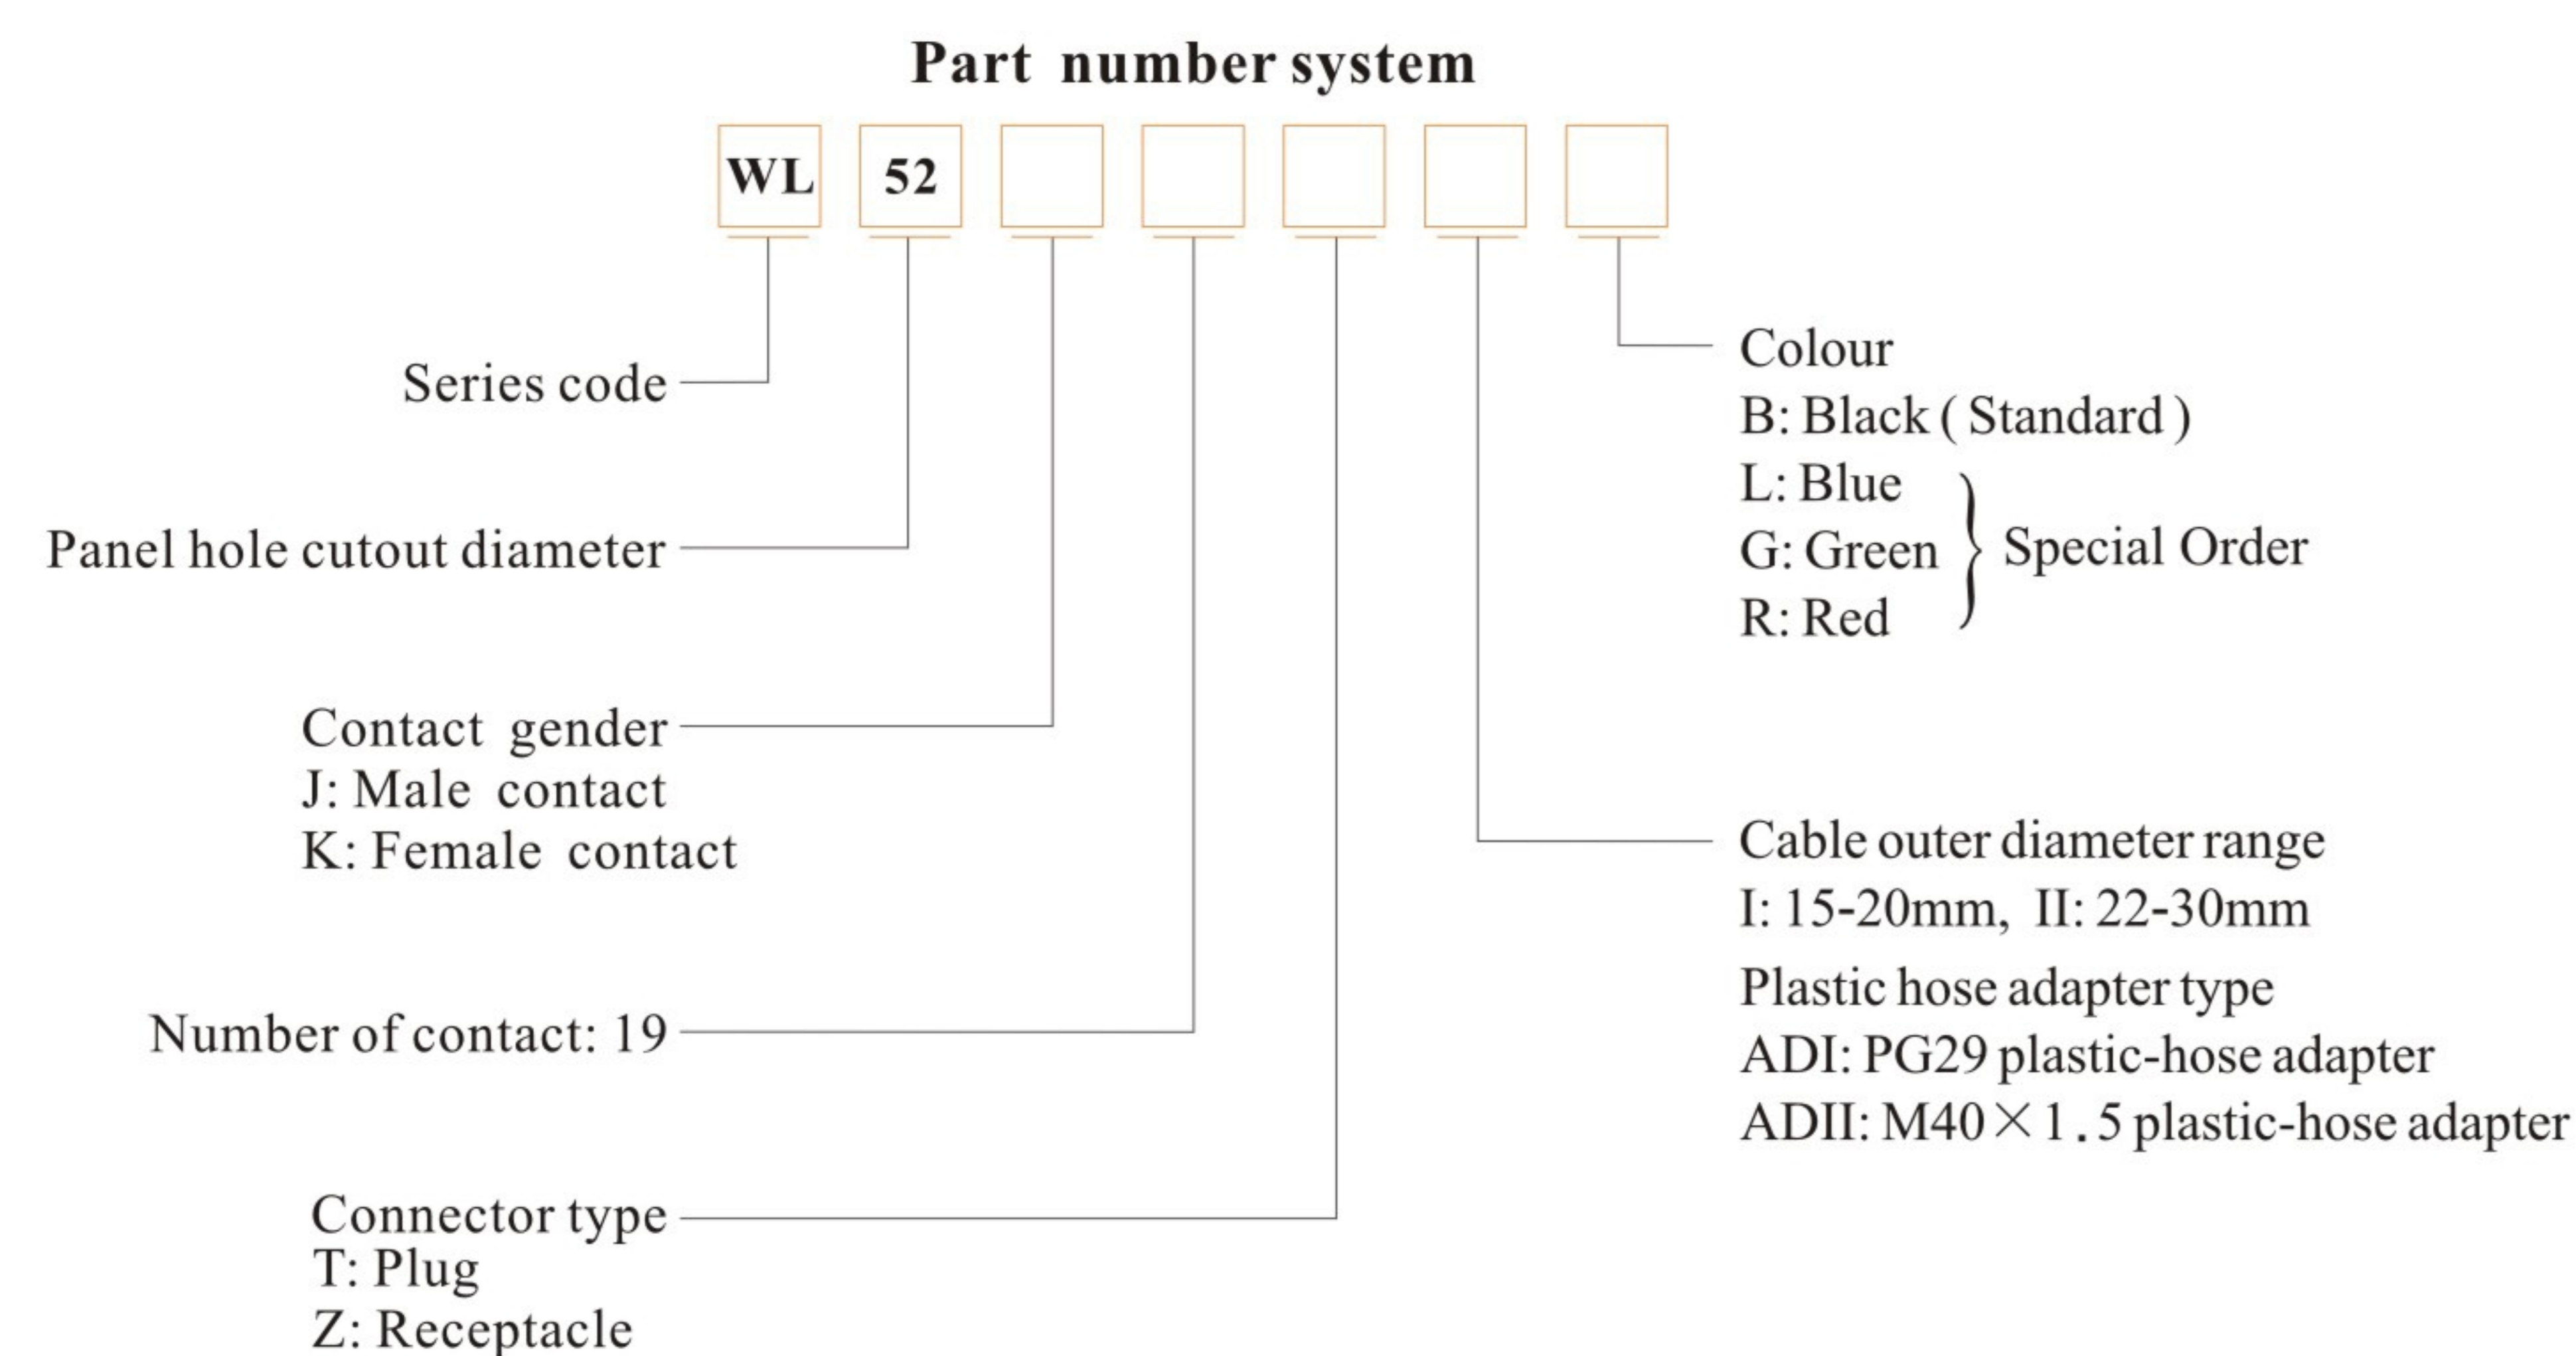 Part number system
WL 52
Series code
Panel hole cutout diameter
Contact gender
J: Male contact
K: Female contact
Number of contact: 19
Connector type
T: Plug
Z: Receptacle
Colour
B: Black ( Standard )
L: Blue
G: Green
R: Red
Special Order
Cable outer diameter range
I: 15-20mm, II: 22-30mm
Plastic hose adapter type
ADI: PG29 plastic-hose adapter
ADII: M40×1.5 plastic-hose adapter